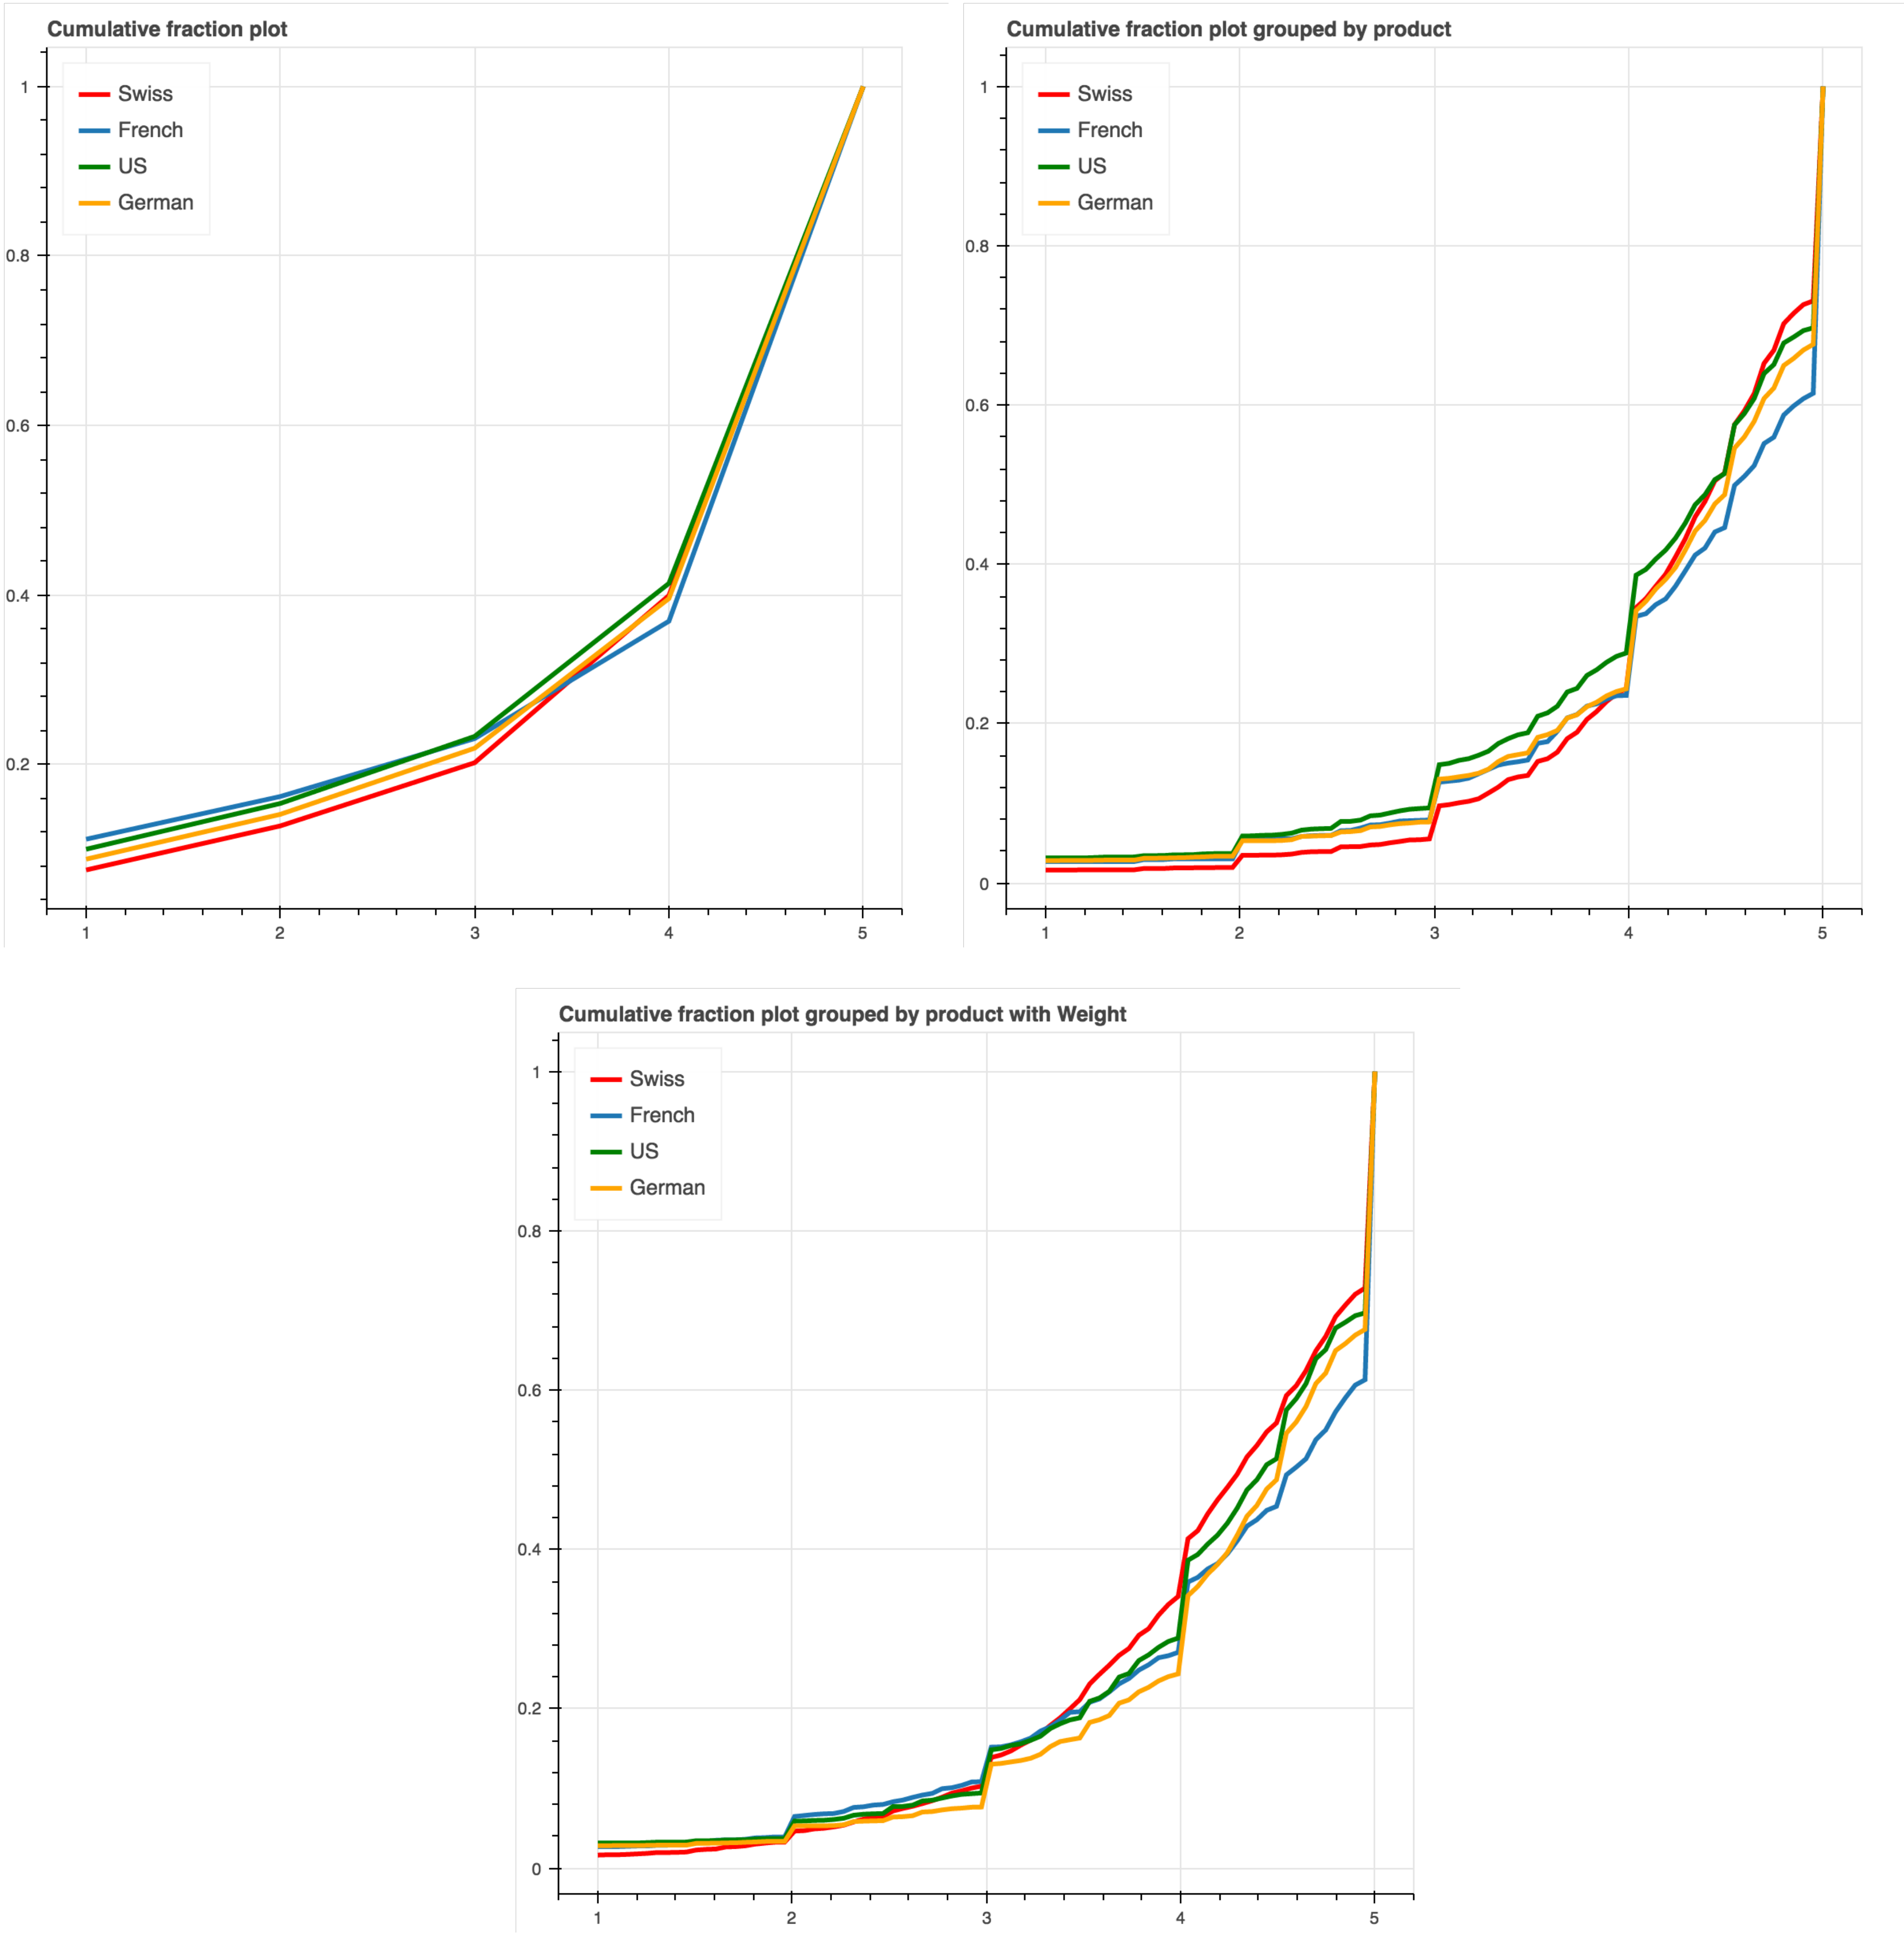 Cumulative fraction plot
Swiss
French
US
German
1
0.8
0.6
0.4
0.2
1 2 3 4 5
Cumulative fraction plot grouped by product
Swiss
French
US
German
1
0.8
0.6
0.4
0.2
0
1 2 3 4 5
Cumulative fraction plot grouped by product with Weight
Swiss
French
US
German
1
0.8
0.6
0.4
0.2
0
1 2 3 4 5